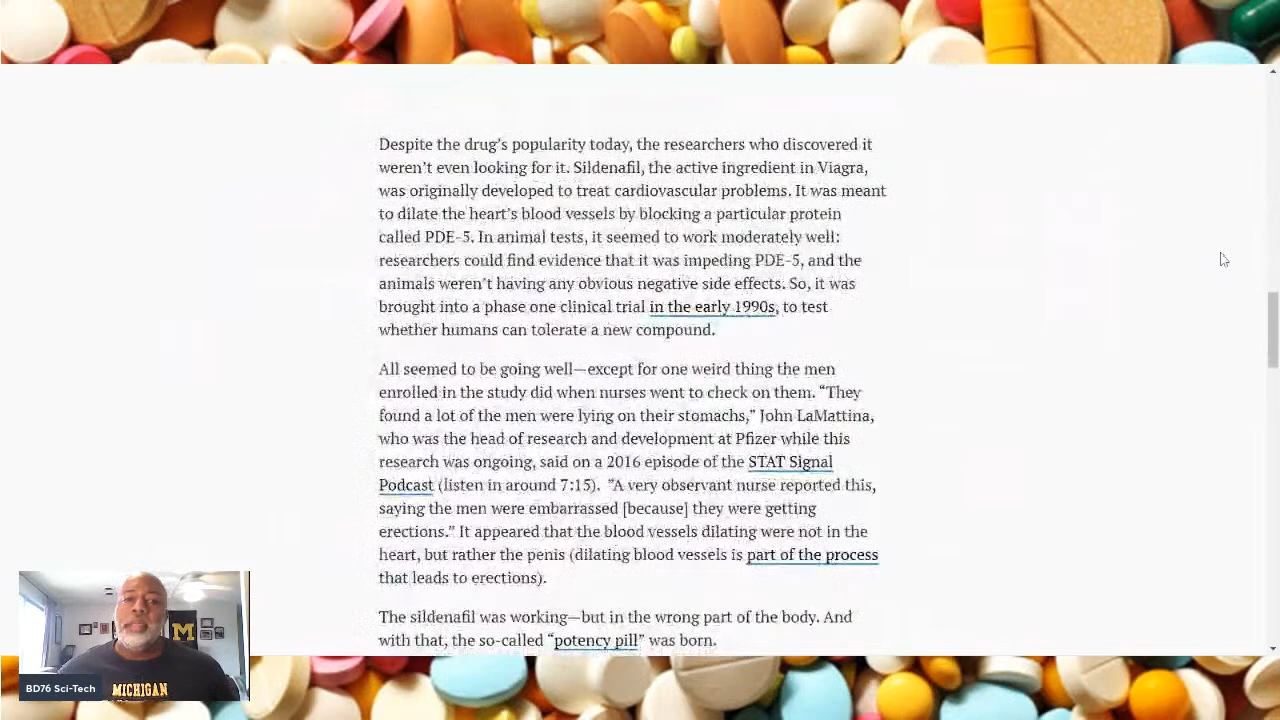 Despite the drug’s popularity today, the researchers who discovered it
weren’t even looking for it. Sildenafil, the active ingredient in Viagra,
was originally developed to treat cardiovascular problems. It was meant
to dilate the heart’s blood vessels by blocking a particular protein
called PDE-5. In animal tests, it seemed to work moderately well:
researchers could find evidence that it was impeding PDE-5, and the
animals weren’t having any obvious negative side effects. So, it was
brought into a phase one clinical trial in the early 1990s, to test
whether humans can tolerate a new compound.
All seemed to be going well—except for one weird thing the men
enrolled in the study did when nurses went to check on them. “They
found a lot of the men were lying on their stomachs,” John LaMattina,
who was the head of research and development at Pfizer while this
research was ongoing, said on a 2016 episode of the STAT Signal
Podcast (listen in around 7:15). ”A very observant nurse reported this,
saying the men were embarrassed [because] they were getting
erections.” It appeared that the blood vessels dilating were not in the
heart, but rather the penis (dilating blood vessels is part of the process
that leads to erections).
The sildenafil was working—but in the wrong part of the body. And
with that, the so-called “potency pill” was born.
M
MICHIGAN
BD76 Sci-Tech